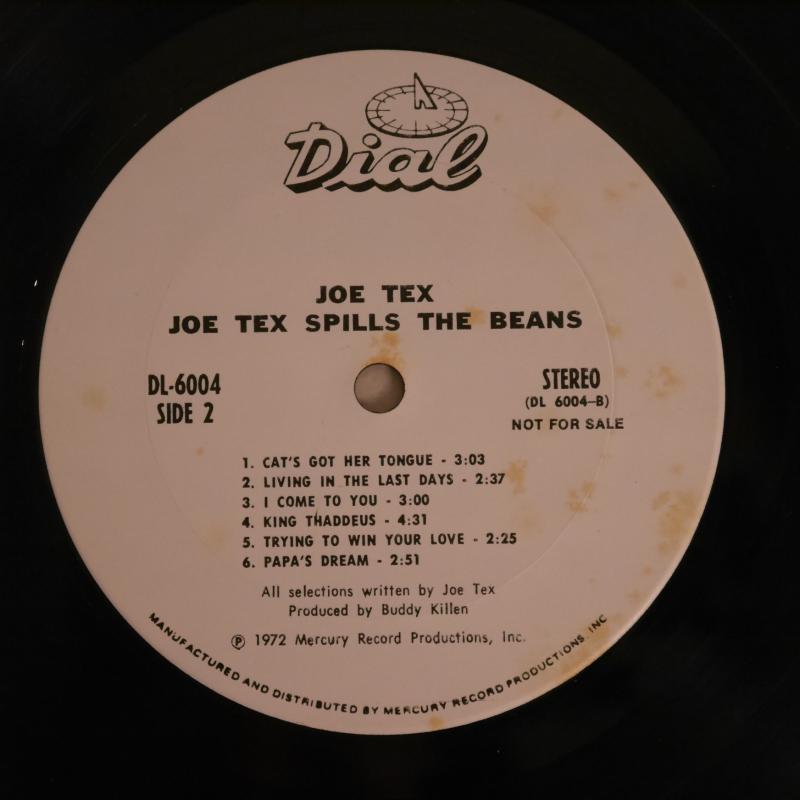 Dial
JOE TEX
JOE TEX SPILLS THE BEANS
DL-6004
SIDE 2
STEREO
(DL 6004-B)
NOT FOR SALE
1. CAT'S GOT HER TONGUE - 3:03
2. LIVING IN THE LAST DAYS - 2:37
3. I COME TO YOU - 3:00
4. KING THADDEUS - 4:31
5. TRYING TO WIN YOUR LOVE - 2:25
6. PAPA'S DREAM - 2:51
All selections written by Joe Tex
Produced by Buddy Killen
℗ 1972 Mercury Record Productions, Inc.
MANUFACTURED AND DISTRIBUTED BY MERCURY RECORD PRODUCTIONS, INC